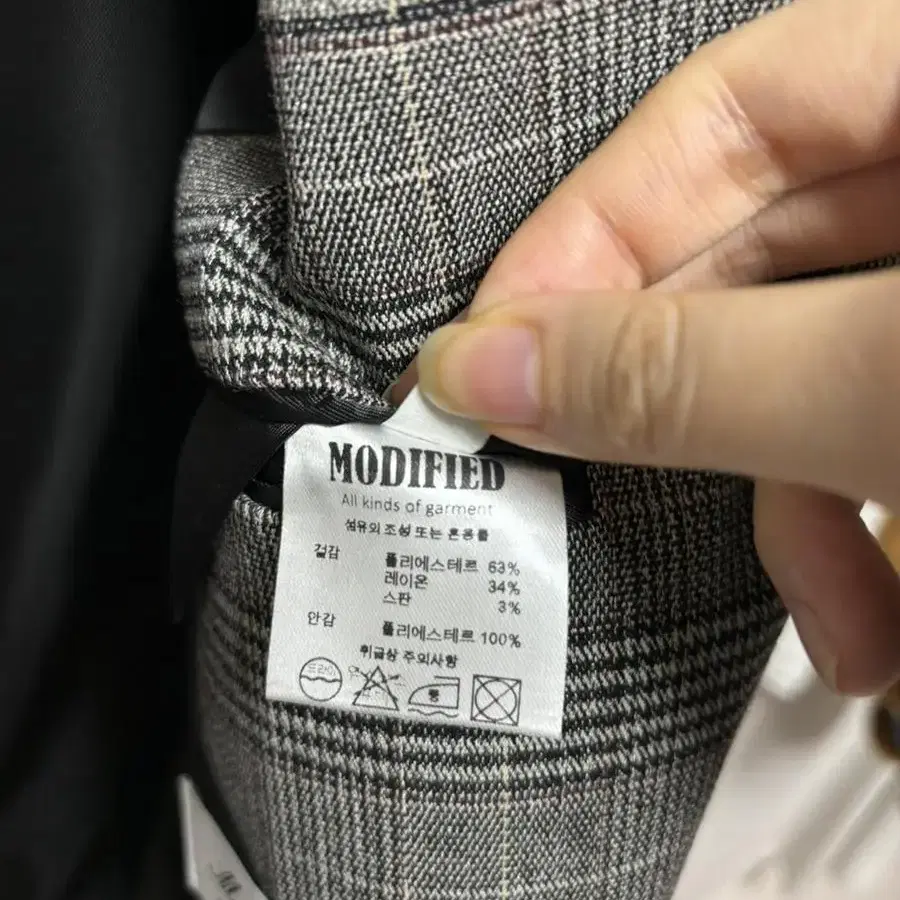 MODIFIED
All kinds of garment
섬유의 조성 또는 혼용률
겉감 폴리에스테르 63%
레이온 34%
스판 3%
안감 폴리에스테르 100%
취급상 주의사항
드라이